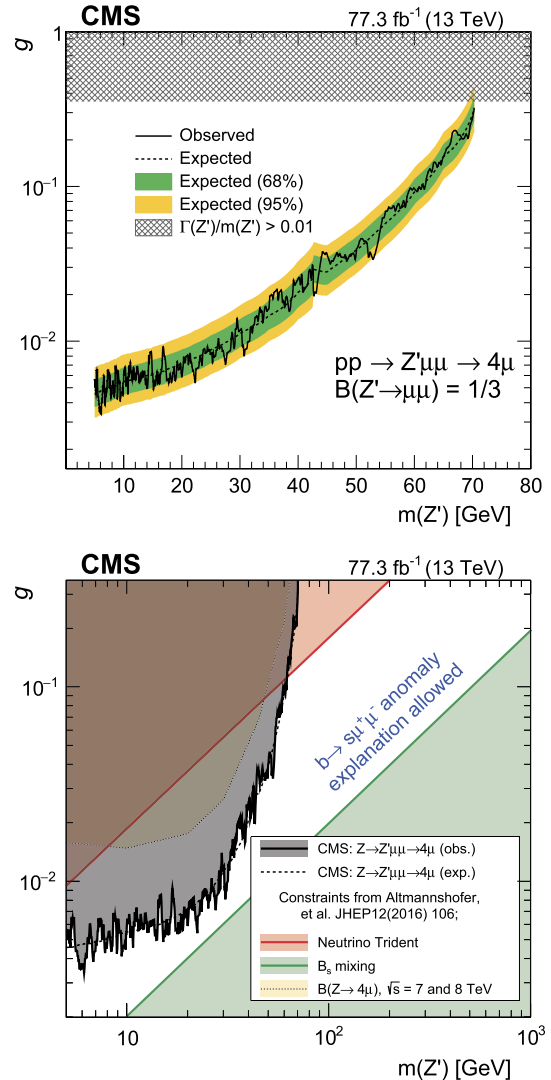 CMS 77.3 fb⁻¹ (13 TeV)
g
1
10⁻¹
10⁻²
Observed
Expected
Expected (68%)
Expected (95%)
Γ(Z')/m(Z') > 0.01
pp → Z'μμ → 4μ
B(Z'→μμ) = 1/3
10 20 30 40 50 60 70 80
m(Z') [GeV]
CMS 77.3 fb⁻¹ (13 TeV)
g
10⁻¹
10⁻²
b→ sμ⁺μ⁻ anomaly
explanation allowed
CMS: Z→Z'μμ→4μ (obs.)
CMS: Z→Z'μμ→4μ (exp.)
Constraints from Altmannshofer,
et al. JHEP12(2016) 106;
Neutrino Trident
Bₛ mixing
B(Z→ 4μ), √s = 7 and 8 TeV
10 10² 10³
m(Z') [GeV]